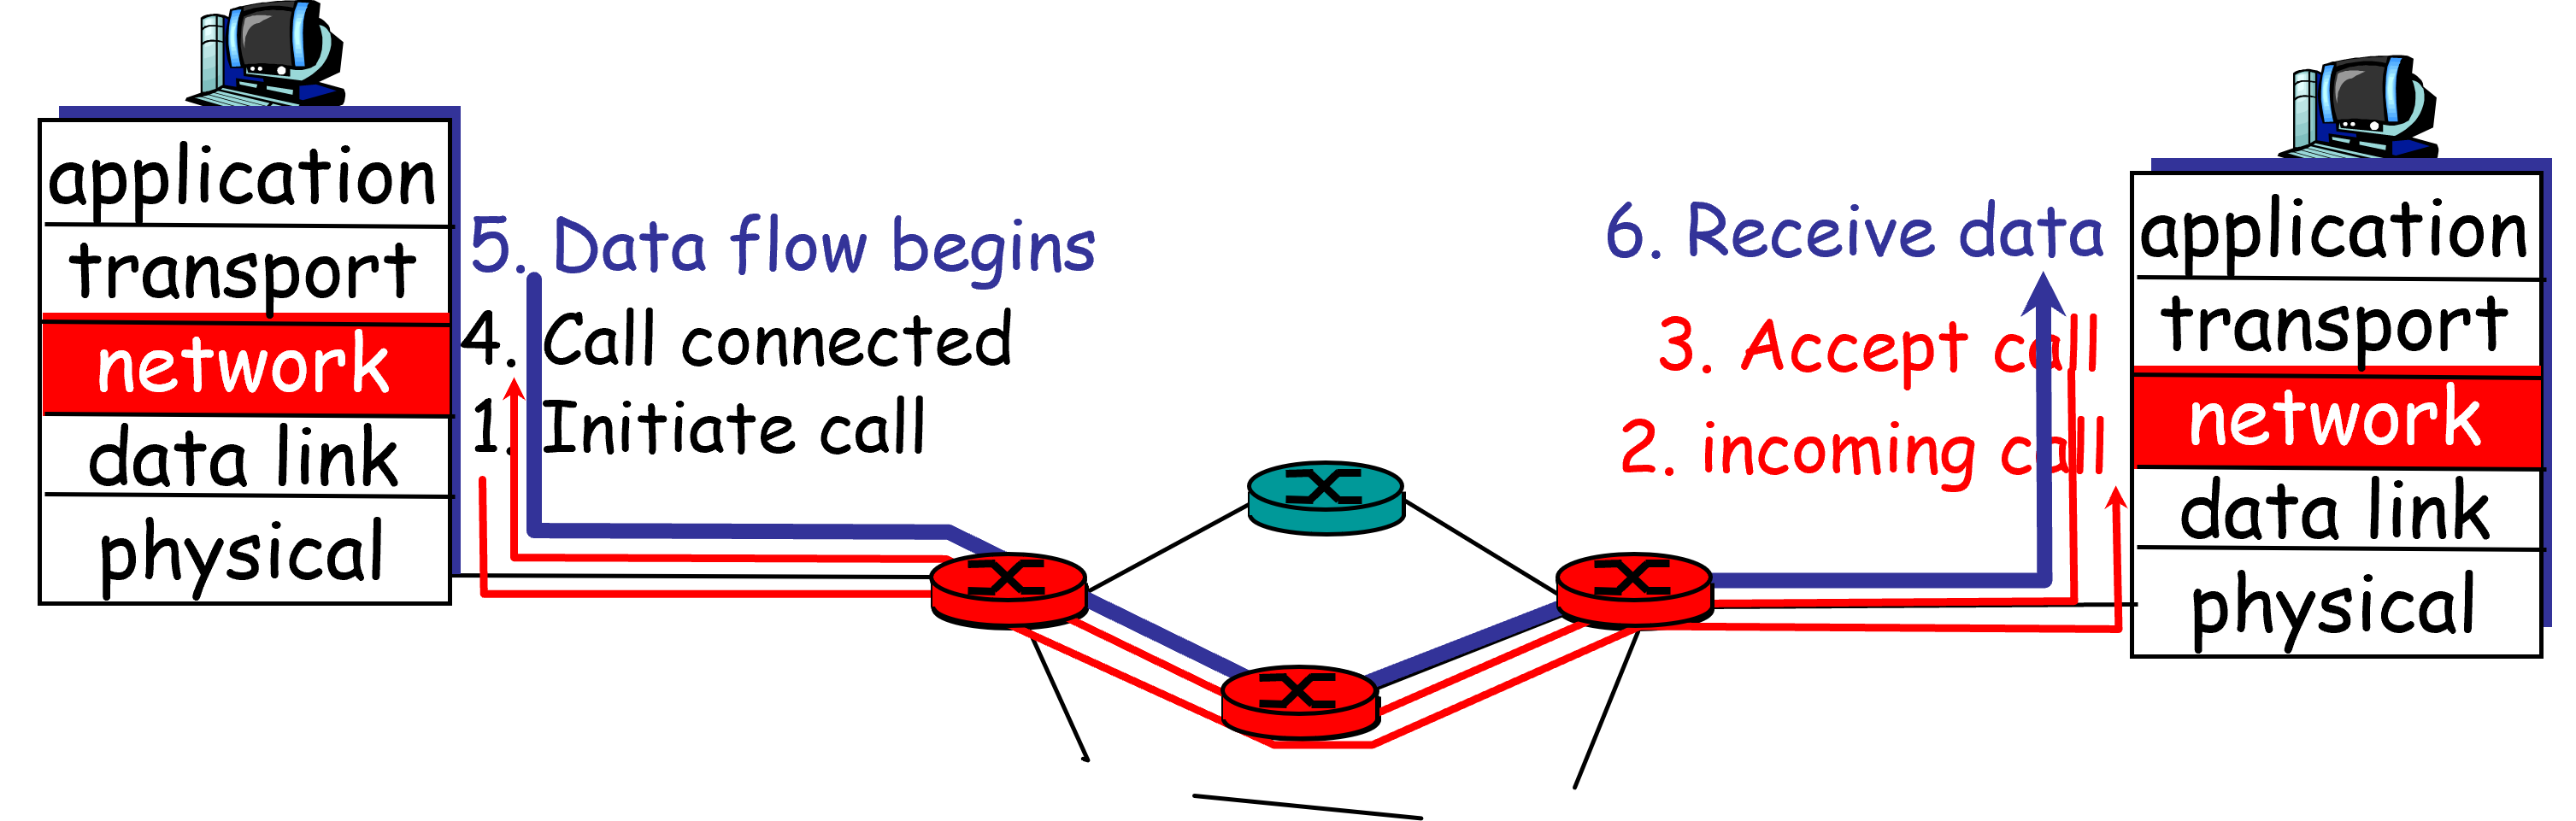 application
transport
network
data link
physical
5. Data flow begins
4. Call connected
1. Initiate call
6. Receive data
3. Accept call
2. incoming call
application
transport
network
data link
physical